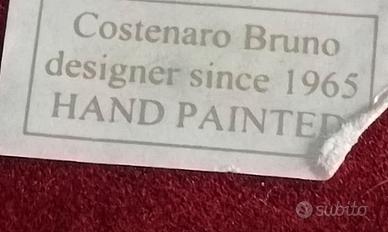 Costenaro Bruno
designer since 1965
HAND PAINTED
subito